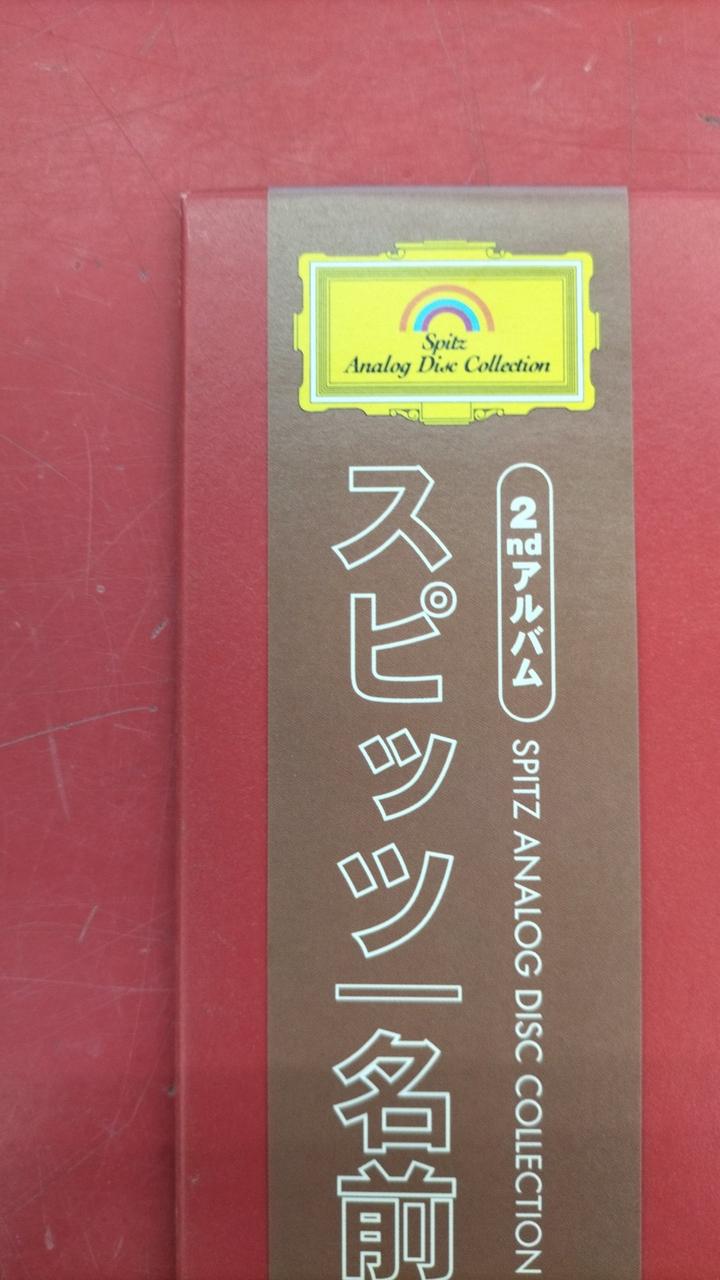 Spitz
Analog Disc Collection
2ndアルバム SPITZ ANALOG DISC COLLECTION
スピッツ|名前